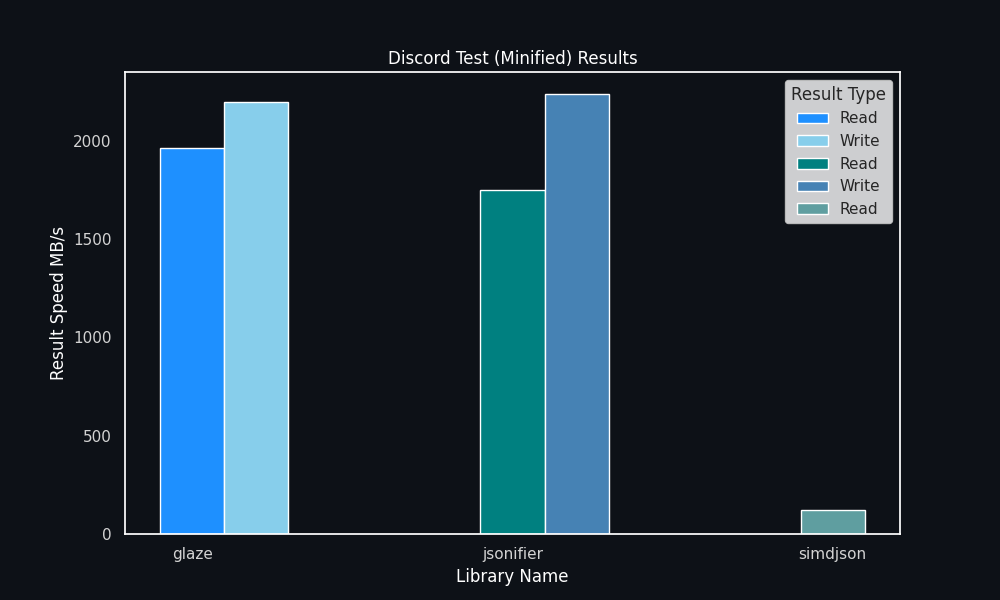 Discord Test (Minified) Results
Result Type
Read
Write
Read
Write
Read
Result Speed MB/s
2000
1500
1000
500
0
glaze
jsonifier
simdjson
Library Name